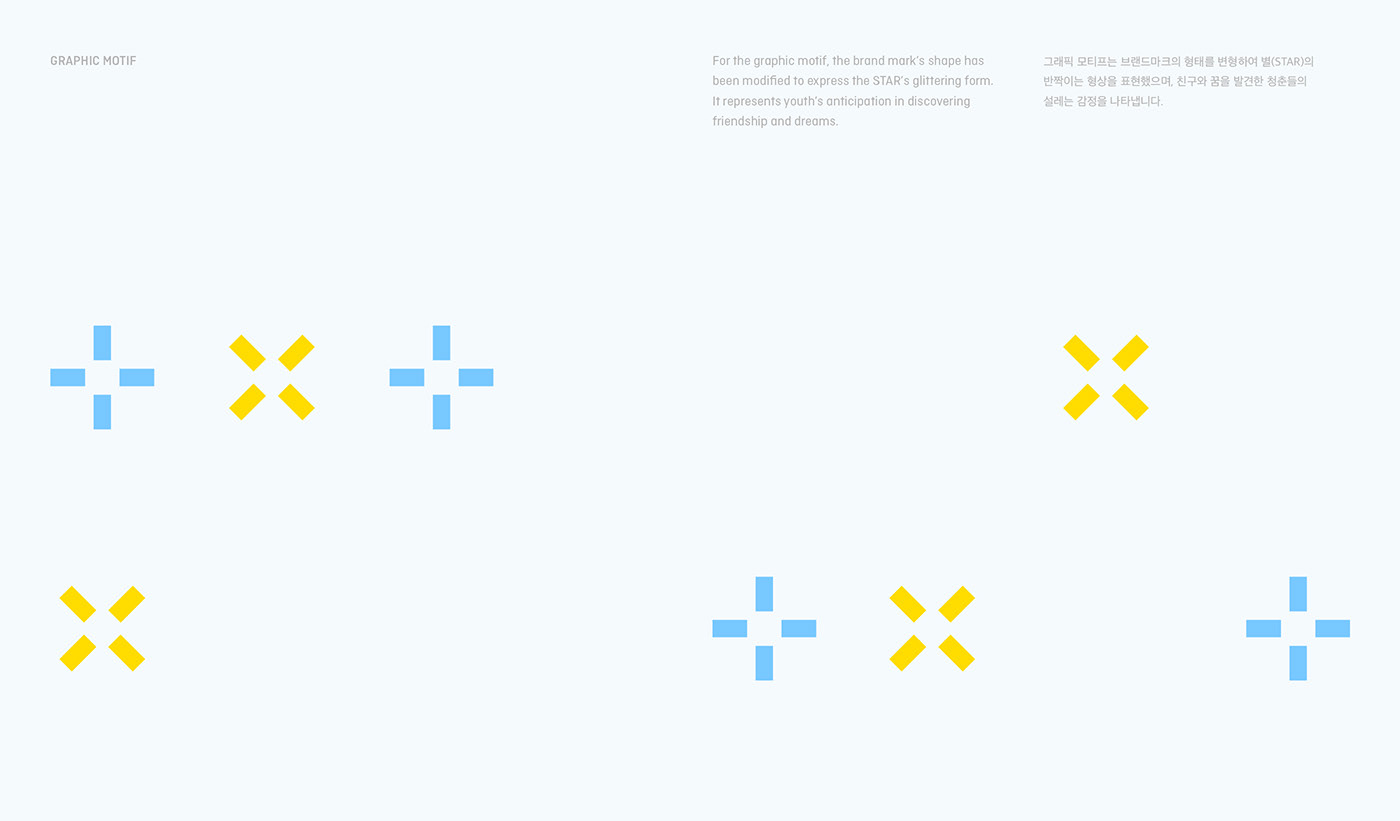 GRAPHIC MOTIF
For the graphic motif, the brand mark's shape has
been modified to express the STAR's glittering form.
It represents youth's anticipation in discovering
friendship and dreams.
그래픽 모티프는 브랜드마크의 형태를 변형하여 별(STAR)의
반짝이는 형상을 표현했으며, 친구와 꿈을 발견한 청춘들의
설레는 감정을 나타냅니다.